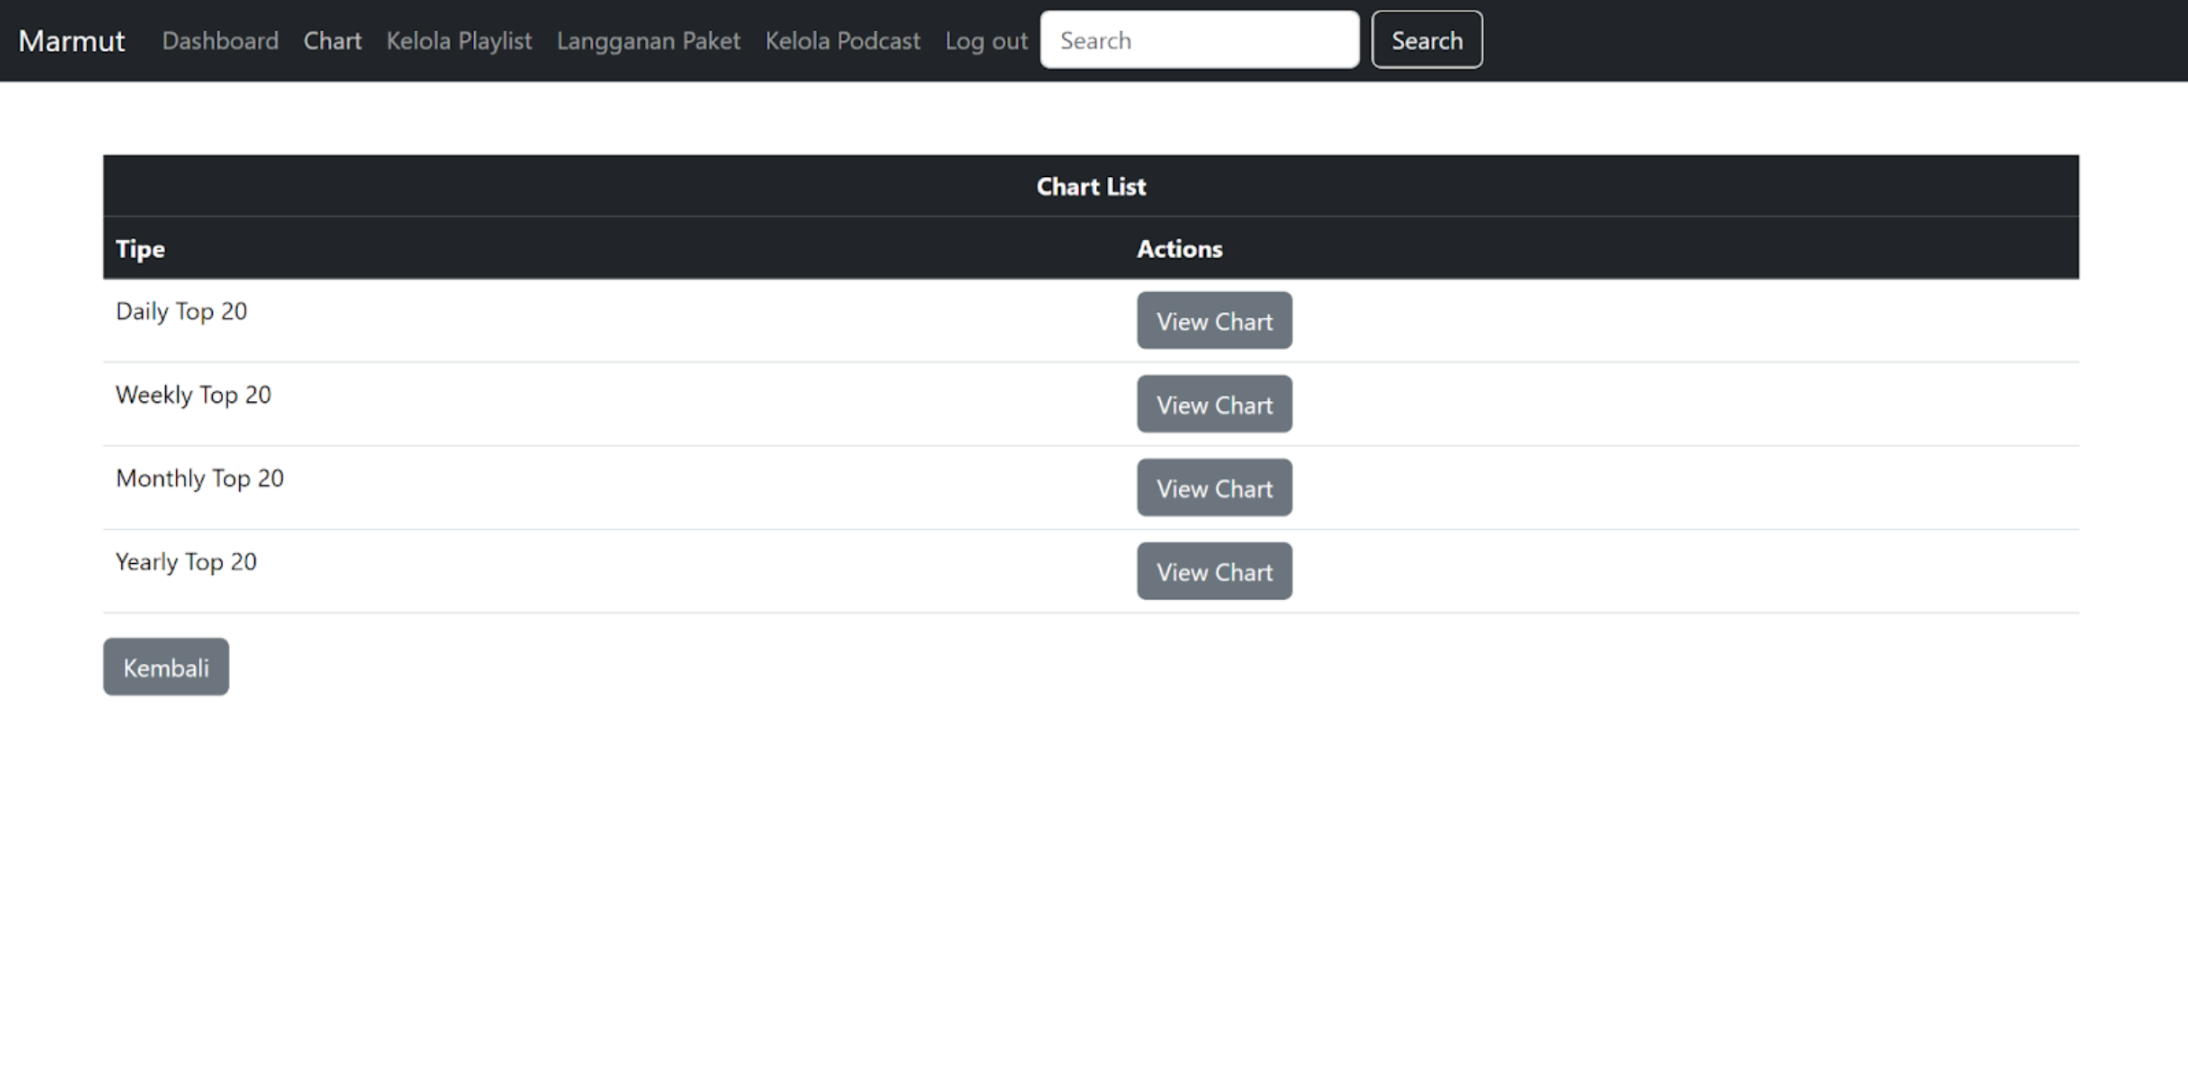 Marmut Dashboard Chart Kelola Playlist Langganan Paket Kelola Podcast Log out Search Search
Chart List
Tipe Actions
Daily Top 20 View Chart
Weekly Top 20 View Chart
Monthly Top 20 View Chart
Yearly Top 20 View Chart
Kembali